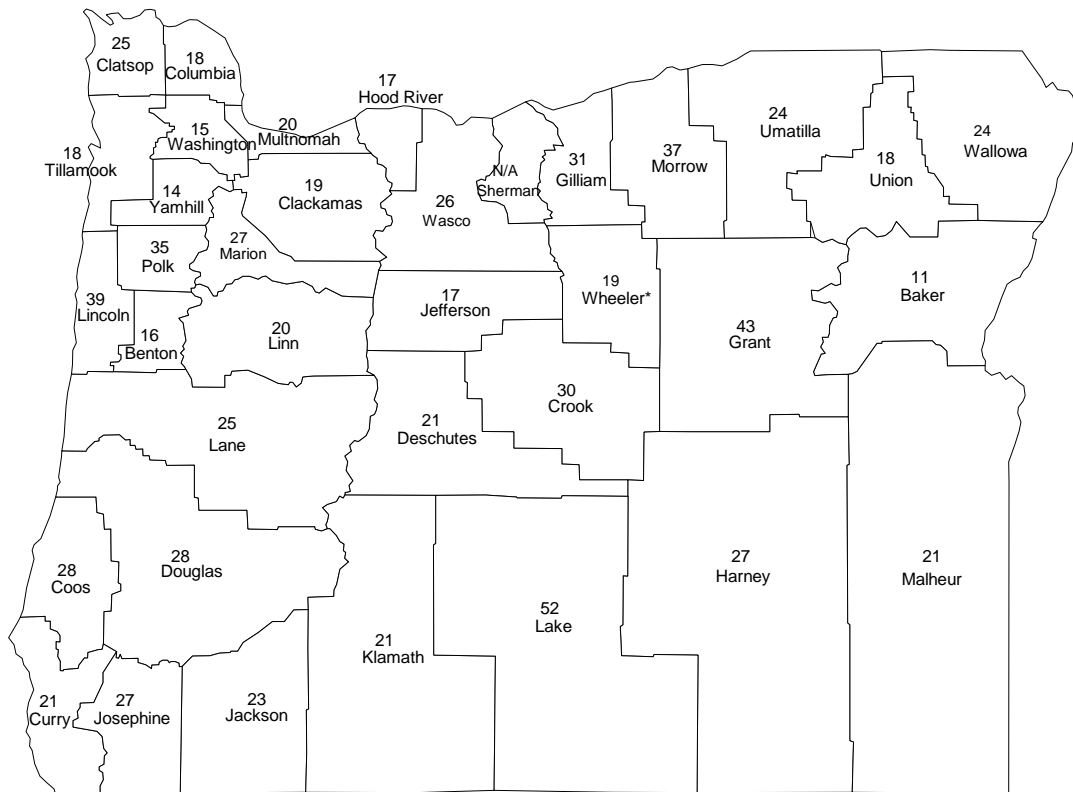 25
Clatsop
18
Columbia
17
Hood River
20
Multnomah
15
Washington
18
Tillamook
14
Yamhill
19
Clackamas
N/A
Sherman
31
Gilliam
37
Morrow
24
Umatilla
18
Union
24
Wallowa
26
Wasco
27
Marion
35
Polk
39
Lincoln
16
Benton
20
Linn
17
Jefferson
19
Wheeler*
43
Grant
11
Baker
25
Lane
21
Deschutes
30
Crook
28
Coos
28
Douglas
27
Harney
21
Malheur
52
Lake
21
Klamath
21
Curry
27
Josephine
23
Jackson